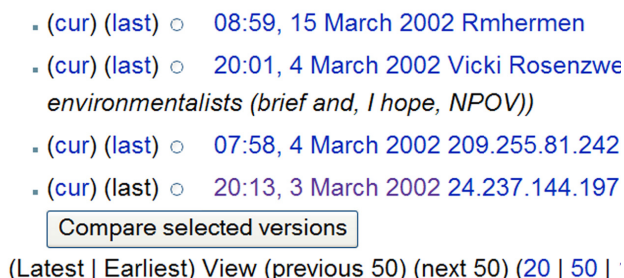 (cur) (last) 08:59, 15 March 2002 Rmhermen
(cur) (last) 20:01, 4 March 2002 Vicki
environmentalists (brief and, I hope, NPOV))
(cur) (last) 07:58, 4 March 2002 209.255.81.242
(cur) (last) 20:13, 3 March 2002 24.237.144.197
Compare selected versions
(Latest | Earliest) View (previous 50) (next 50) (20 | 50 |